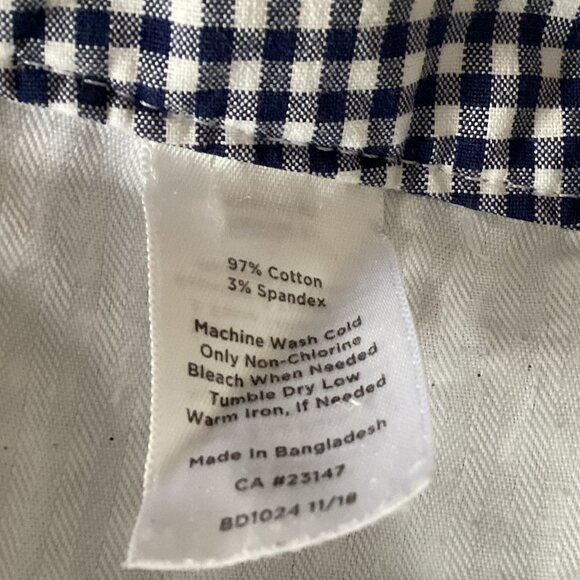 97% Cotton
3% Spandex
Machine Wash Cold
Only Non-Chlorine
Bleach When Needed
Tumble Dry Low
Warm Iron, If Needed
Made In Bangladesh
CA #23147
BD1024 11/18